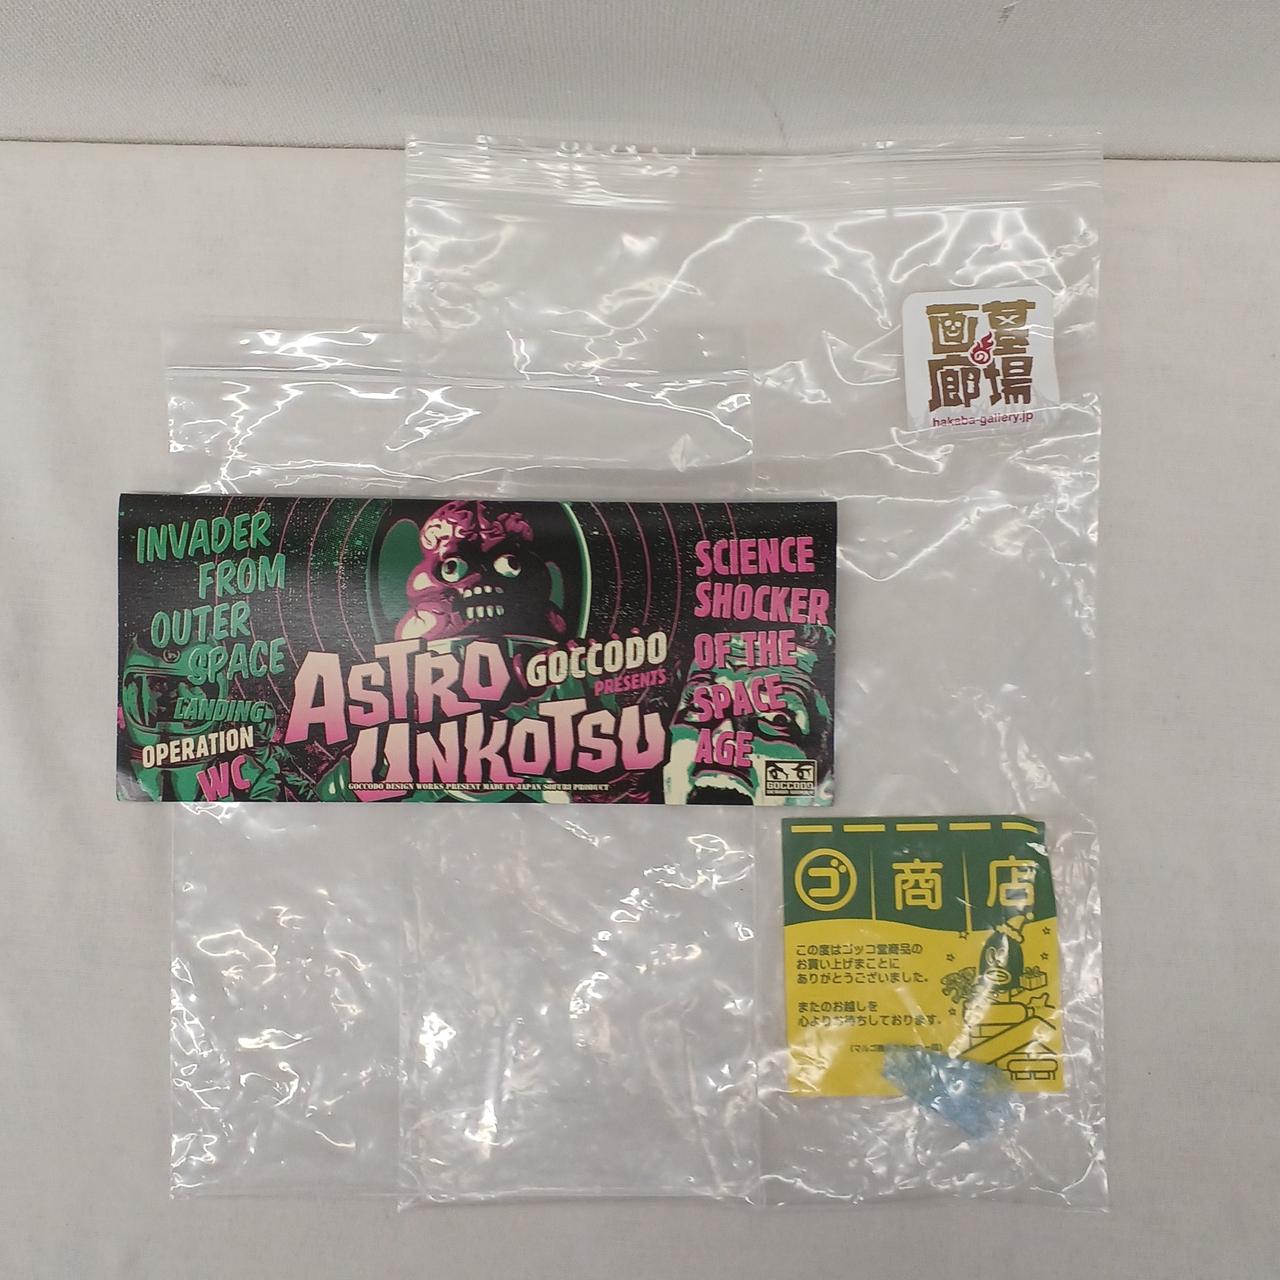 画墓
廊場
hakaba-gallery.jp
INVADER
FROM
OUTER
SPACE
LANDING
OPERATION
WC
ASTRO
UNKOTSU
GOCCODO
PRESENTS
SCIENCE
SHOCKER
OF THE
SPACE
AGE
GOCCODO DESIGN WORKS PRESENT MADE IN JAPAN SOFUBI PRODUCT
GOCCODO
ゴ商店
この度はゴッコ堂商品の
お買い上げまことに
ありがとうございました。
またのお越しを
心よりお待ちしております。